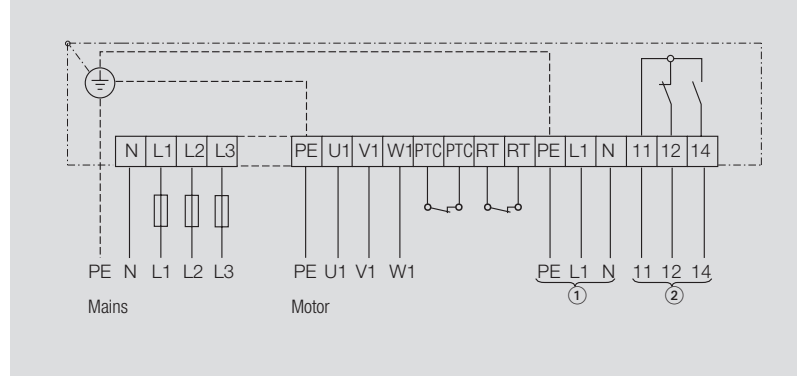 N L1 L2 L3 PE U1 V1 W1 PTC PTC RT RT PE L1 N 11 12 14
PE N L1 L2 L3 PE U1 V1 W1 PE L1 N 11 12 14
Mains Motor 1 2